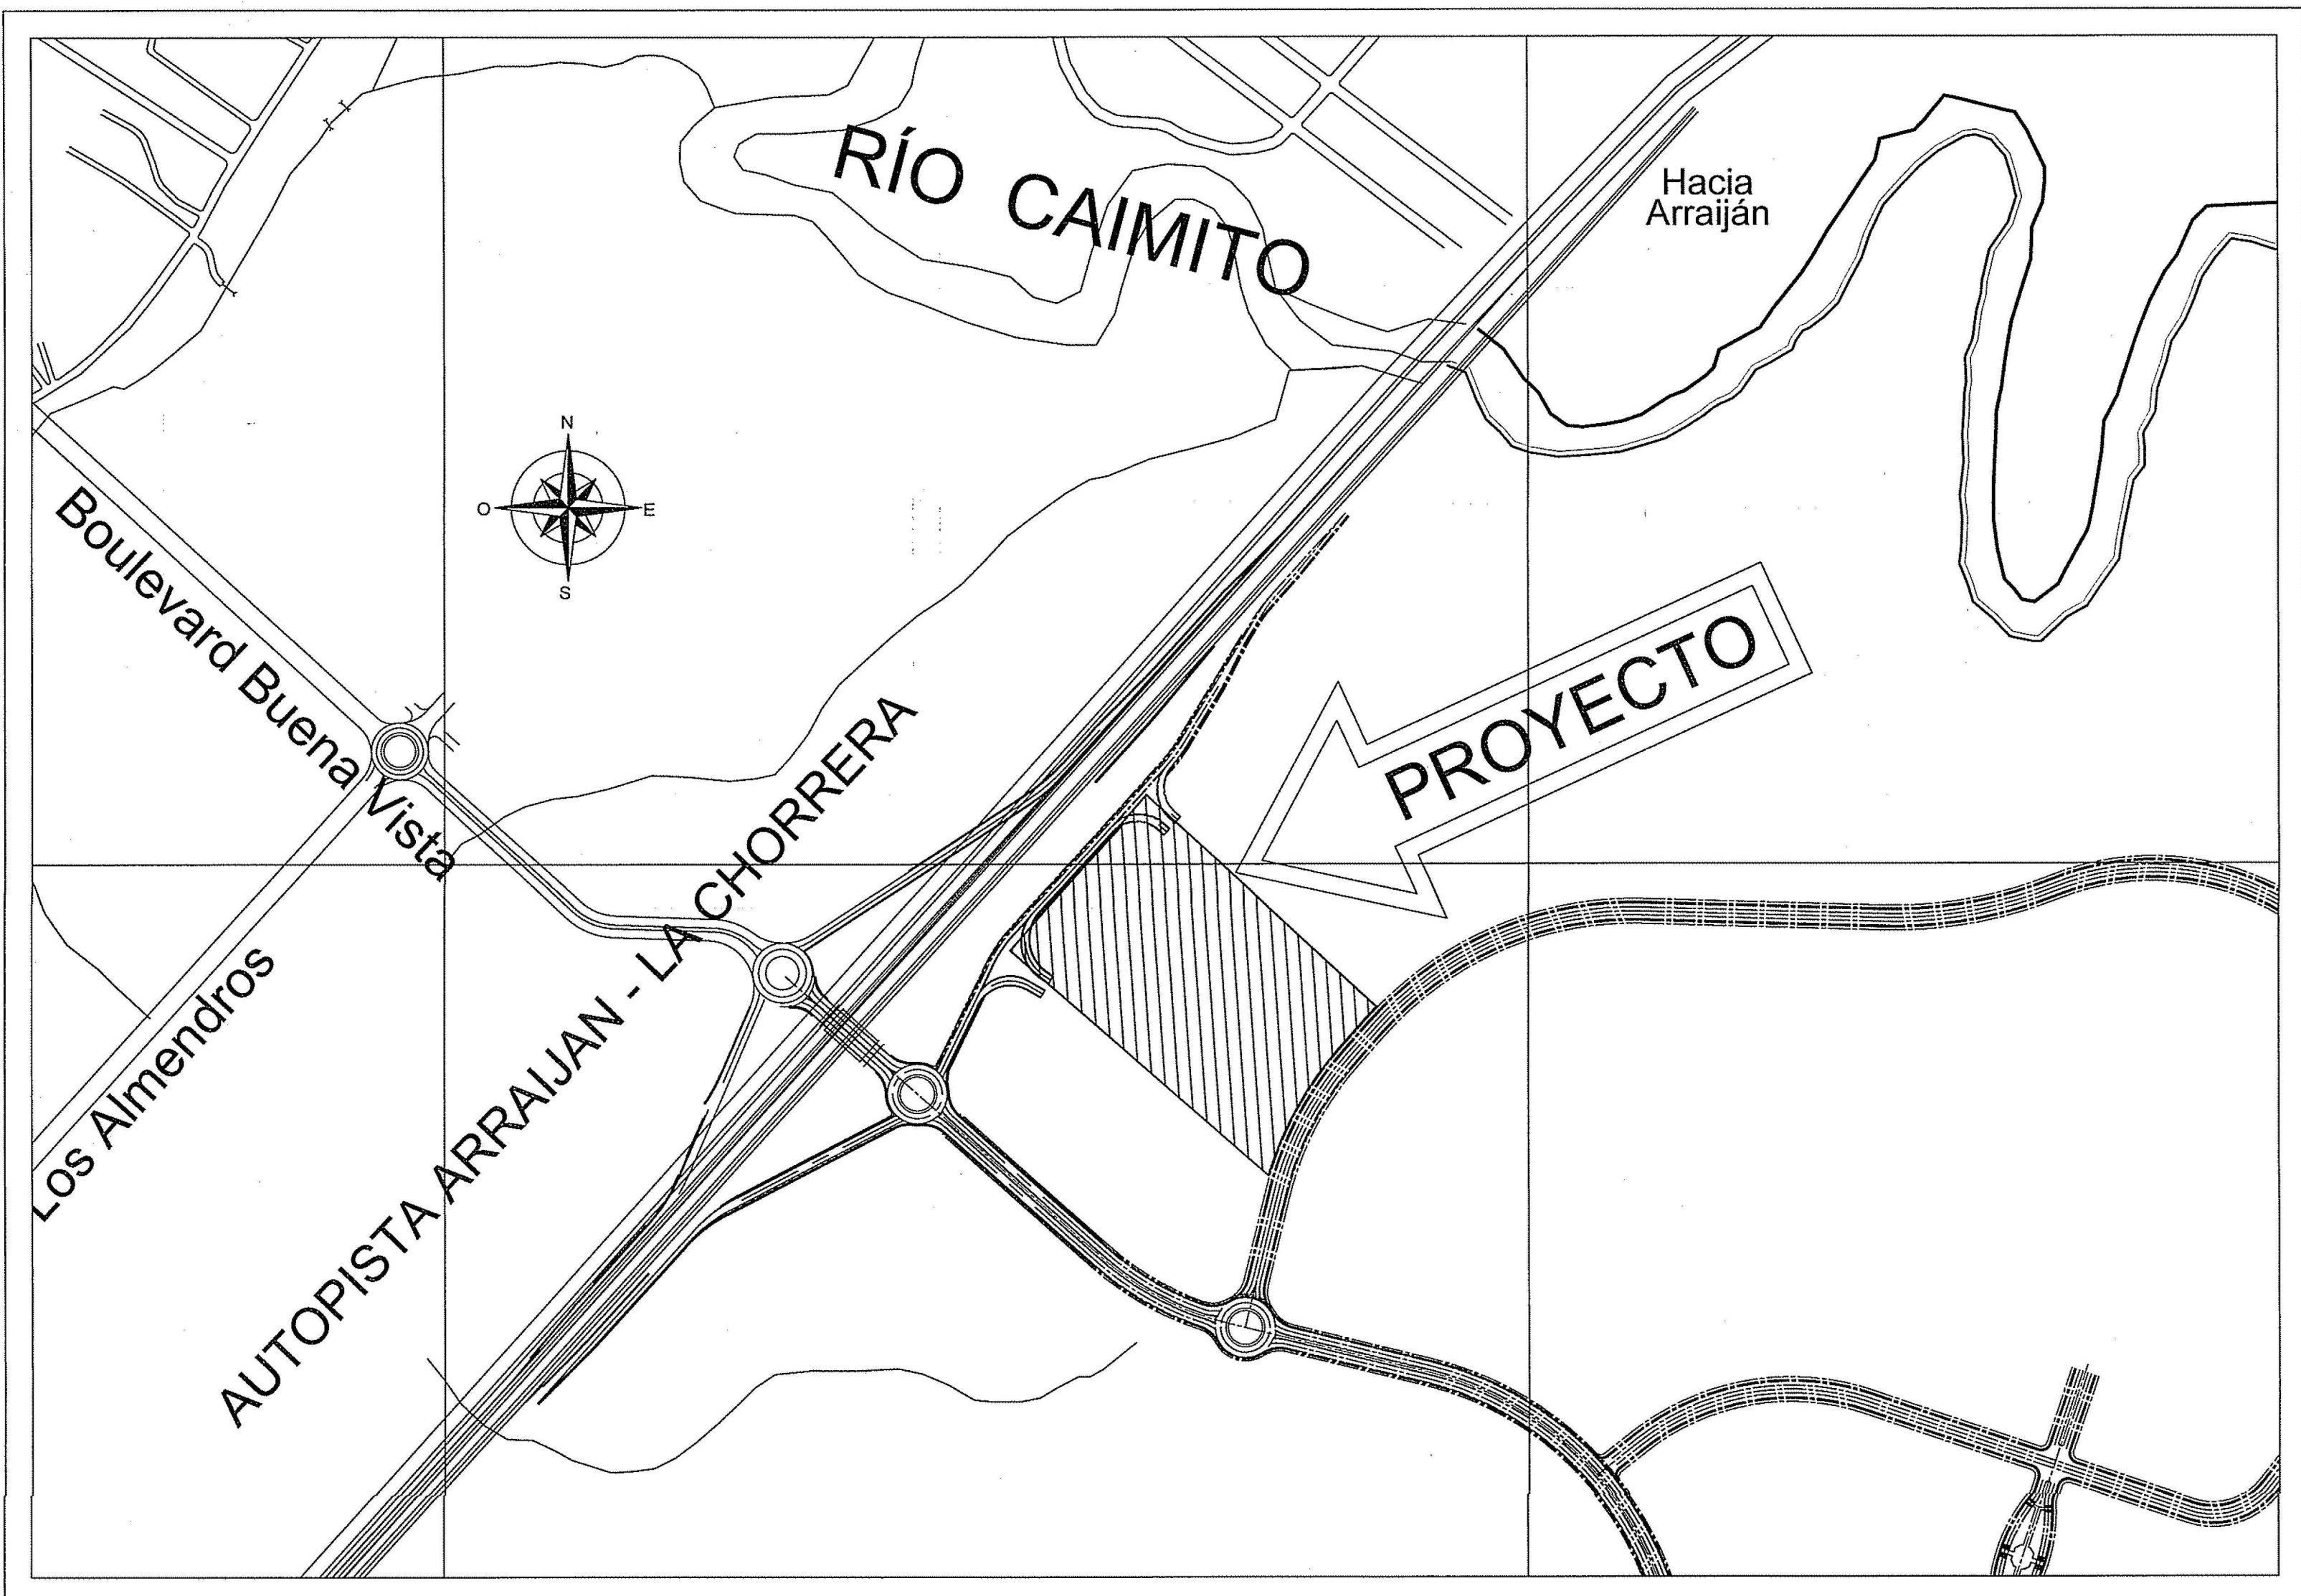 RÍO CAIMITO
Hacia
Arraiján
N
O
E
S
Boulevard Buena Vista
PROYECTO
AUTOPISTA ARRAIJAN - LA CHORRERA
Los Almendros